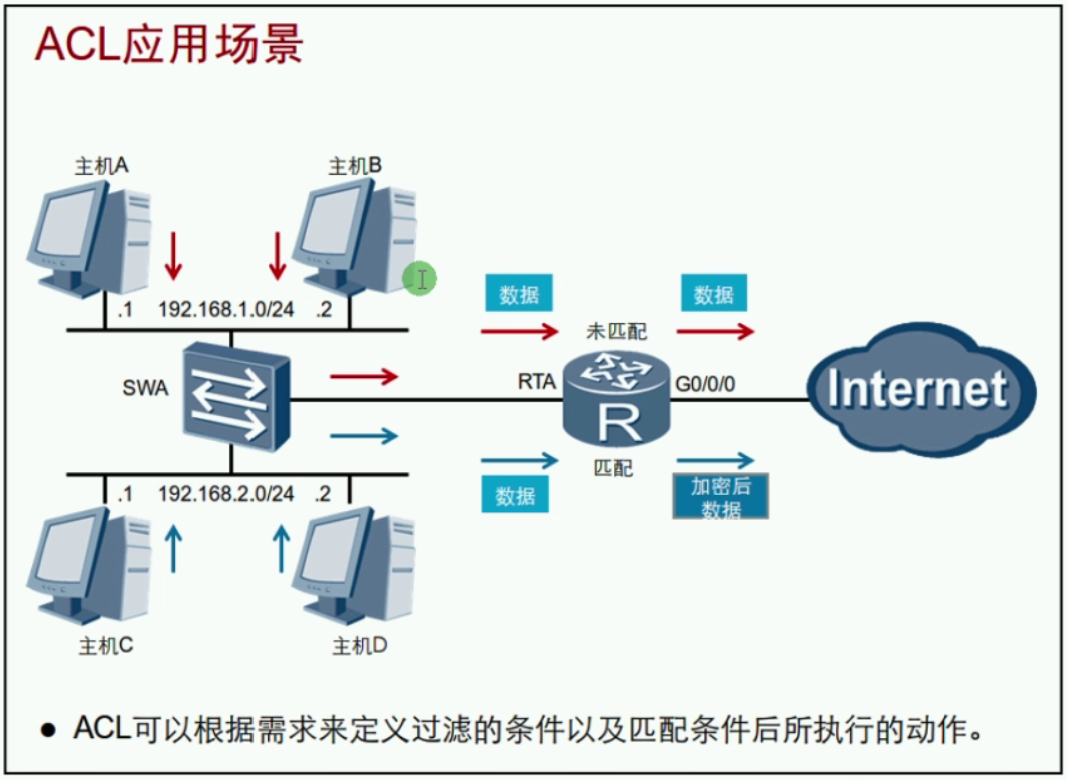 ACL应用场景
主机A
主机B
.1 192.168.1.0/24 .2
数据
数据
未匹配
SWA
RTA
G0/0/0
R
Internet
匹配
数据
加密后
数据
.1 192.168.2.0/24 .2
主机C
主机D
● ACL可以根据需求来定义过滤的条件以及匹配条件后所执行的动作。